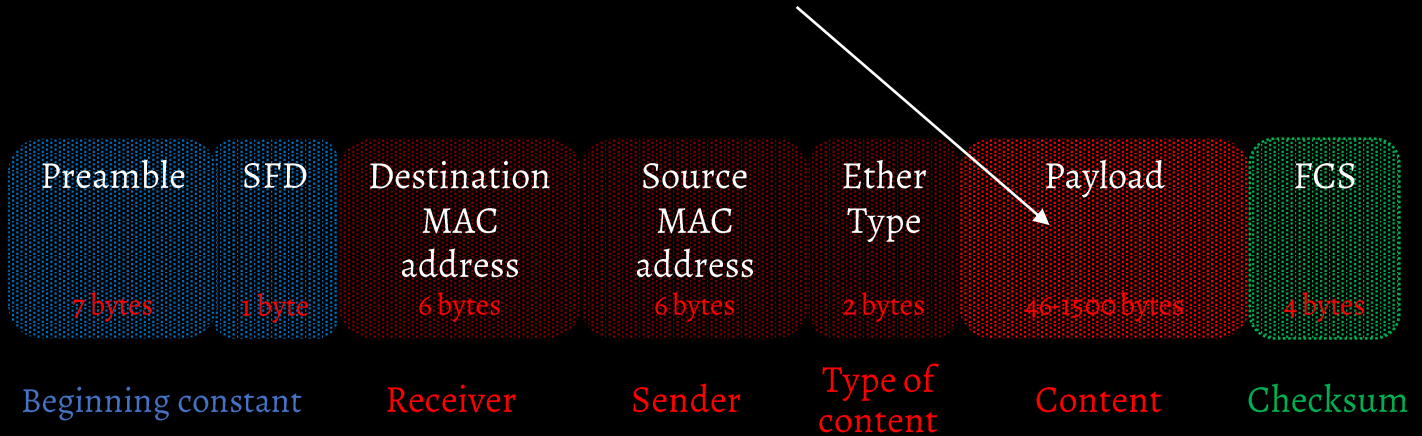 Preamble
7 bytes
SFD
1 byte
Destination
MAC
address
6 bytes
Source
MAC
address
6 bytes
Ether
Type
2 bytes
Payload
46-1500 bytes
FCS
4 bytes
Beginning constant
Receiver
Sender
Type of
content
Content
Checksum